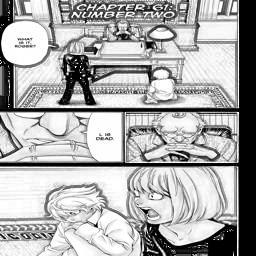 CHAPTER: 61:
NUMBER TWO
WHAT
IS IT,
ROGER?
L IS
DEAD.